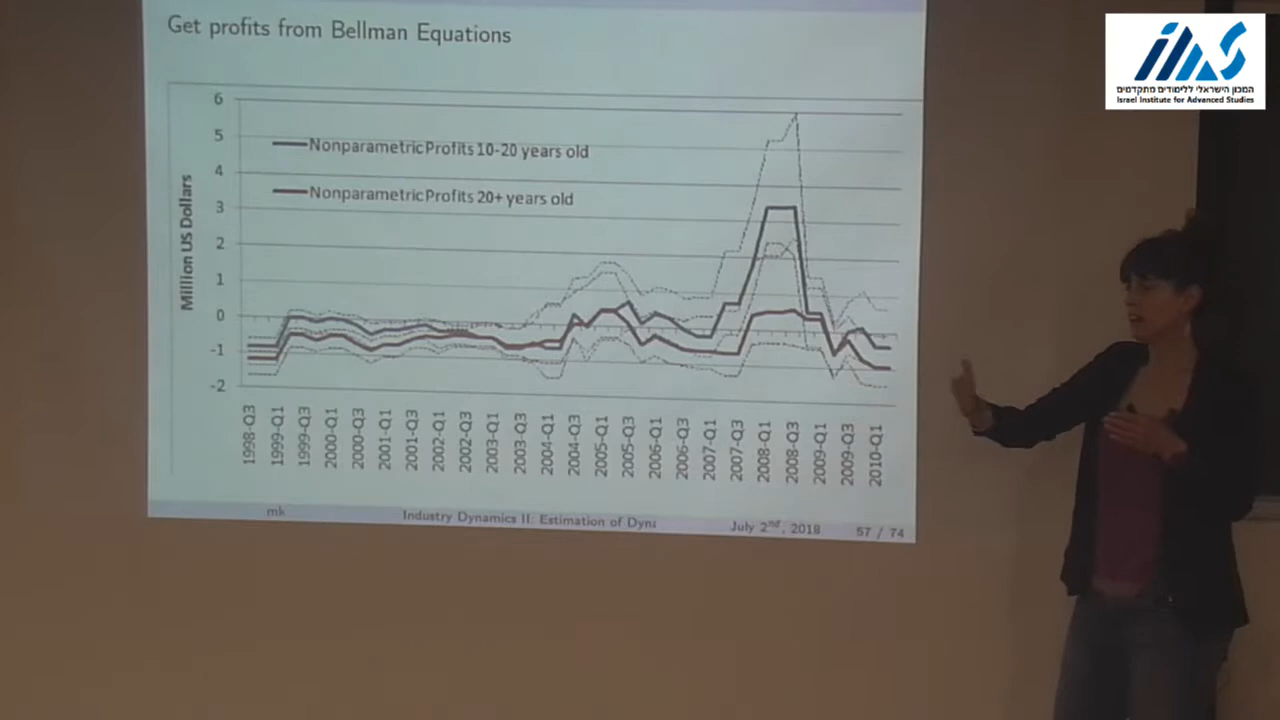 Get profits from Bellman Equations
המכון הישראלי ללימודים מתקדמים
Israel Institute for Advanced Studies
6
5
4
3
2
1
0
-1
-2
Million US Dollars
Nonparametric Profits 10-20 years old
Nonparametric Profits 20+ years old
1998-Q3
1999-Q1
1999-Q3
2000-Q1
2000-Q3
2001-Q1
2001-Q3
2002-Q1
2002-Q3
2003-Q1
2003-Q3
2004-Q1
2004-Q3
2005-Q1
2005-Q3
2006-Q1
2006-Q3
2007-Q1
2007-Q3
2008-Q1
2008-Q3
2009-Q1
2009-Q3
2010-Q1
mk Industry Dynamics II. Estimation of Dyna July 2nd, 2018 57 / 74